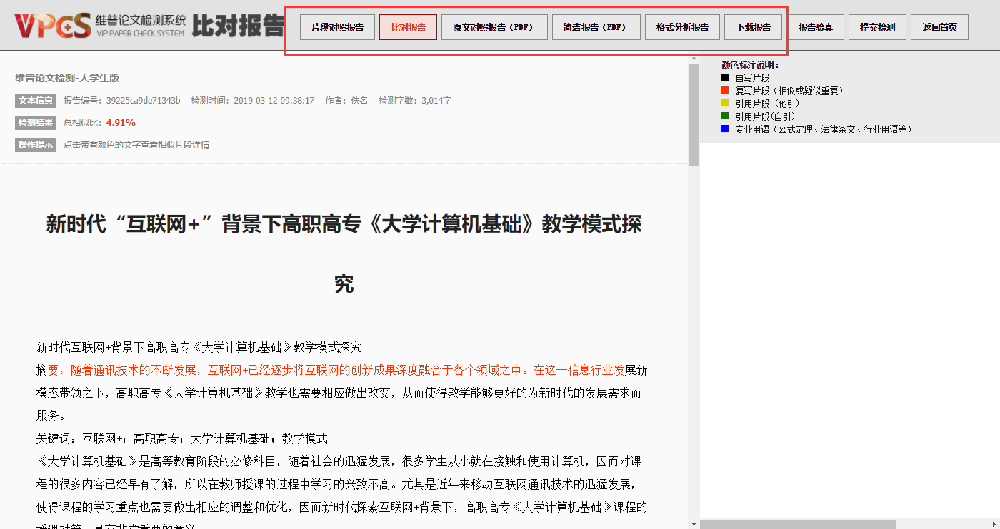 VPCS 维普论文检测系统 VIP PAPER CHECK SYSTEM 比对报告
片段对照报告 比对报告 原文对照报告（PDF） 简洁报告（PDF） 格式分析报告 下载报告 报告验真 提交检测 返回首页
维普论文检测-大学生版
文本信息 报告编号：39225ca9de71343b 检测时间：2019-03-12 09:38:17 作者：佚名 检测字数：3,014字
检测结果 总相似比：4.91%
操作提示 点击带有颜色的文字查看相似片段详情
新时代“互联网+”背景下高职高专《大学计算机基础》教学模式探
究
新时代互联网+背景下高职高专《大学计算机基础》教学模式探究
摘要：随着通讯技术的不断发展，互联网+已经逐步将互联网的创新成果深度融合于各个领域之中。在这一信息行业发展新
模态带领之下，高职高专《大学计算机基础》教学也需要相应做出改变，从而使得教学能够更好的为新时代的发展需求而
服务。
关键词：互联网+；高职高专；大学计算机基础；教学模式
《大学计算机基础》是高等教育阶段的必修科目，随着社会的迅猛发展，很多学生从小就在接触和使用计算机，因而对课
程的很多内容已经早有了解，所以在教师授课的过程中学习的兴致不高。尤其是近年来移动互联网通讯技术的迅猛发展，
使得课程的学习重点也需要做出相应的调整和优化，因而新时代探索互联网+背景下，高职高专《大学计算机基础》课程的
授课对策，具有非常重要的意义
颜色标注说明：
自写片段
复写片段（相似或疑似重复）
引用片段（他引）
引用片段(自引)
专业用语（公式定理、法律条文、行业用语等）